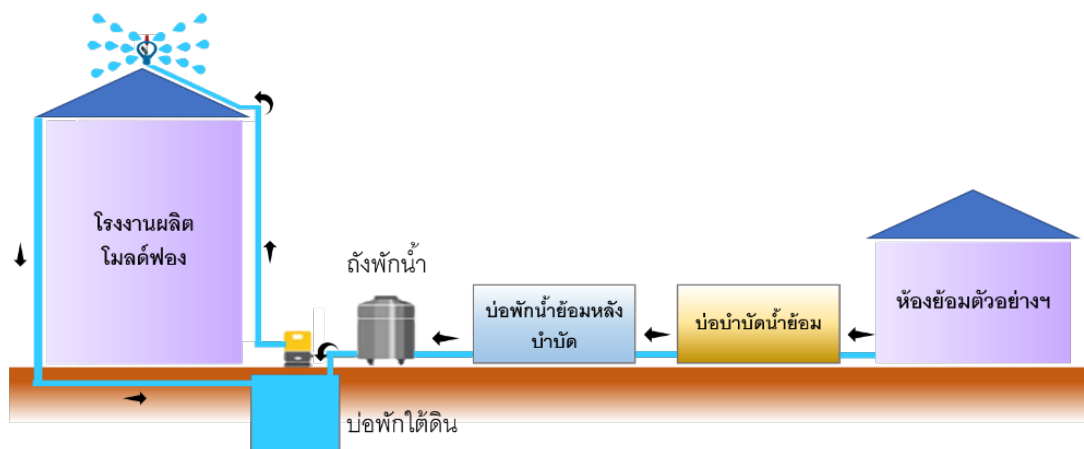 โรงงานผลิต
โมลด์ฟอง
ถังพักน้ำ
บ่อพักน้ำย้อมหลัง
บำบัด
บ่อบำบัดน้ำย้อม
ห้องย้อมตัวอย่างฯ
บ่อพักใต้ดิน